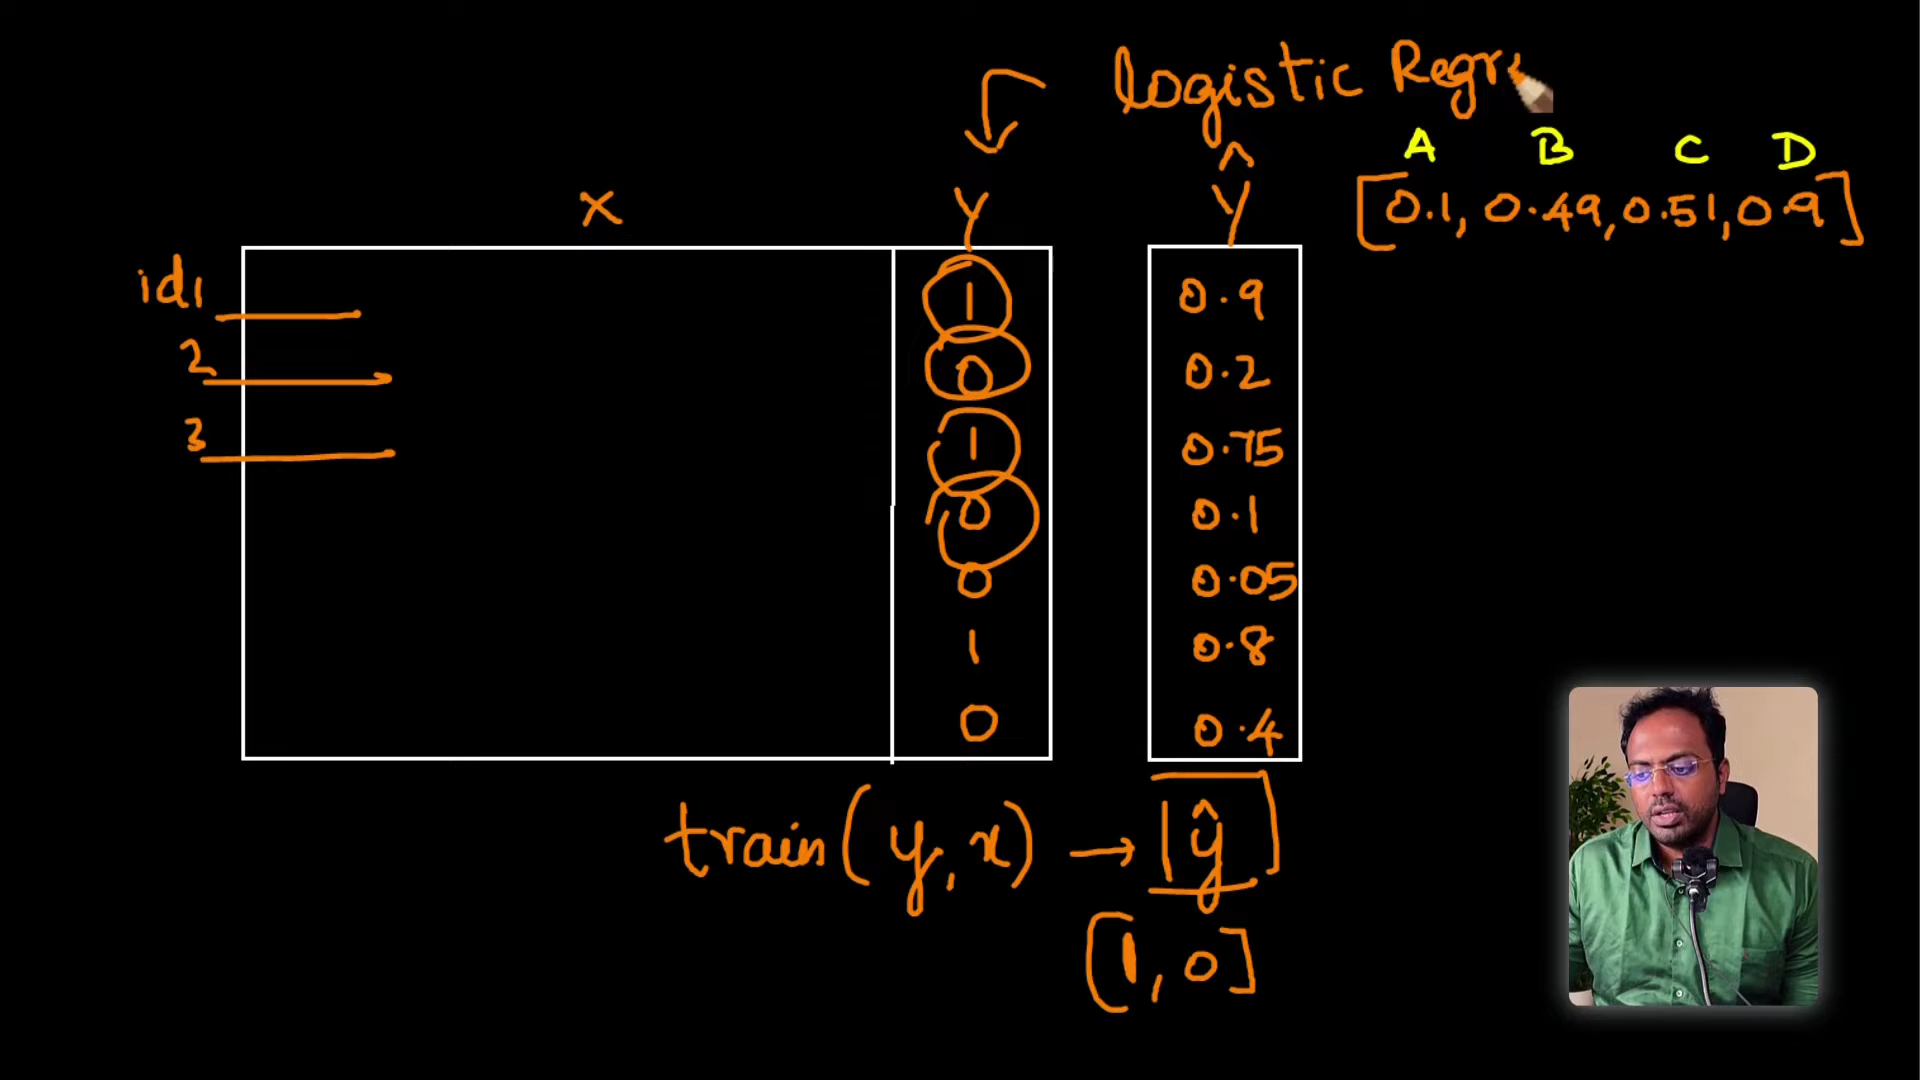 Logistic Regr
A B C D
[0.1, 0.49, 0.51, 0.9]
X Y Ŷ
id1 1 0.9
2 0 0.2
3 1 0.75
0 0.1
0 0.05
1 0.8
0 0.4
train(y, x) → [ŷ]
[1, 0]